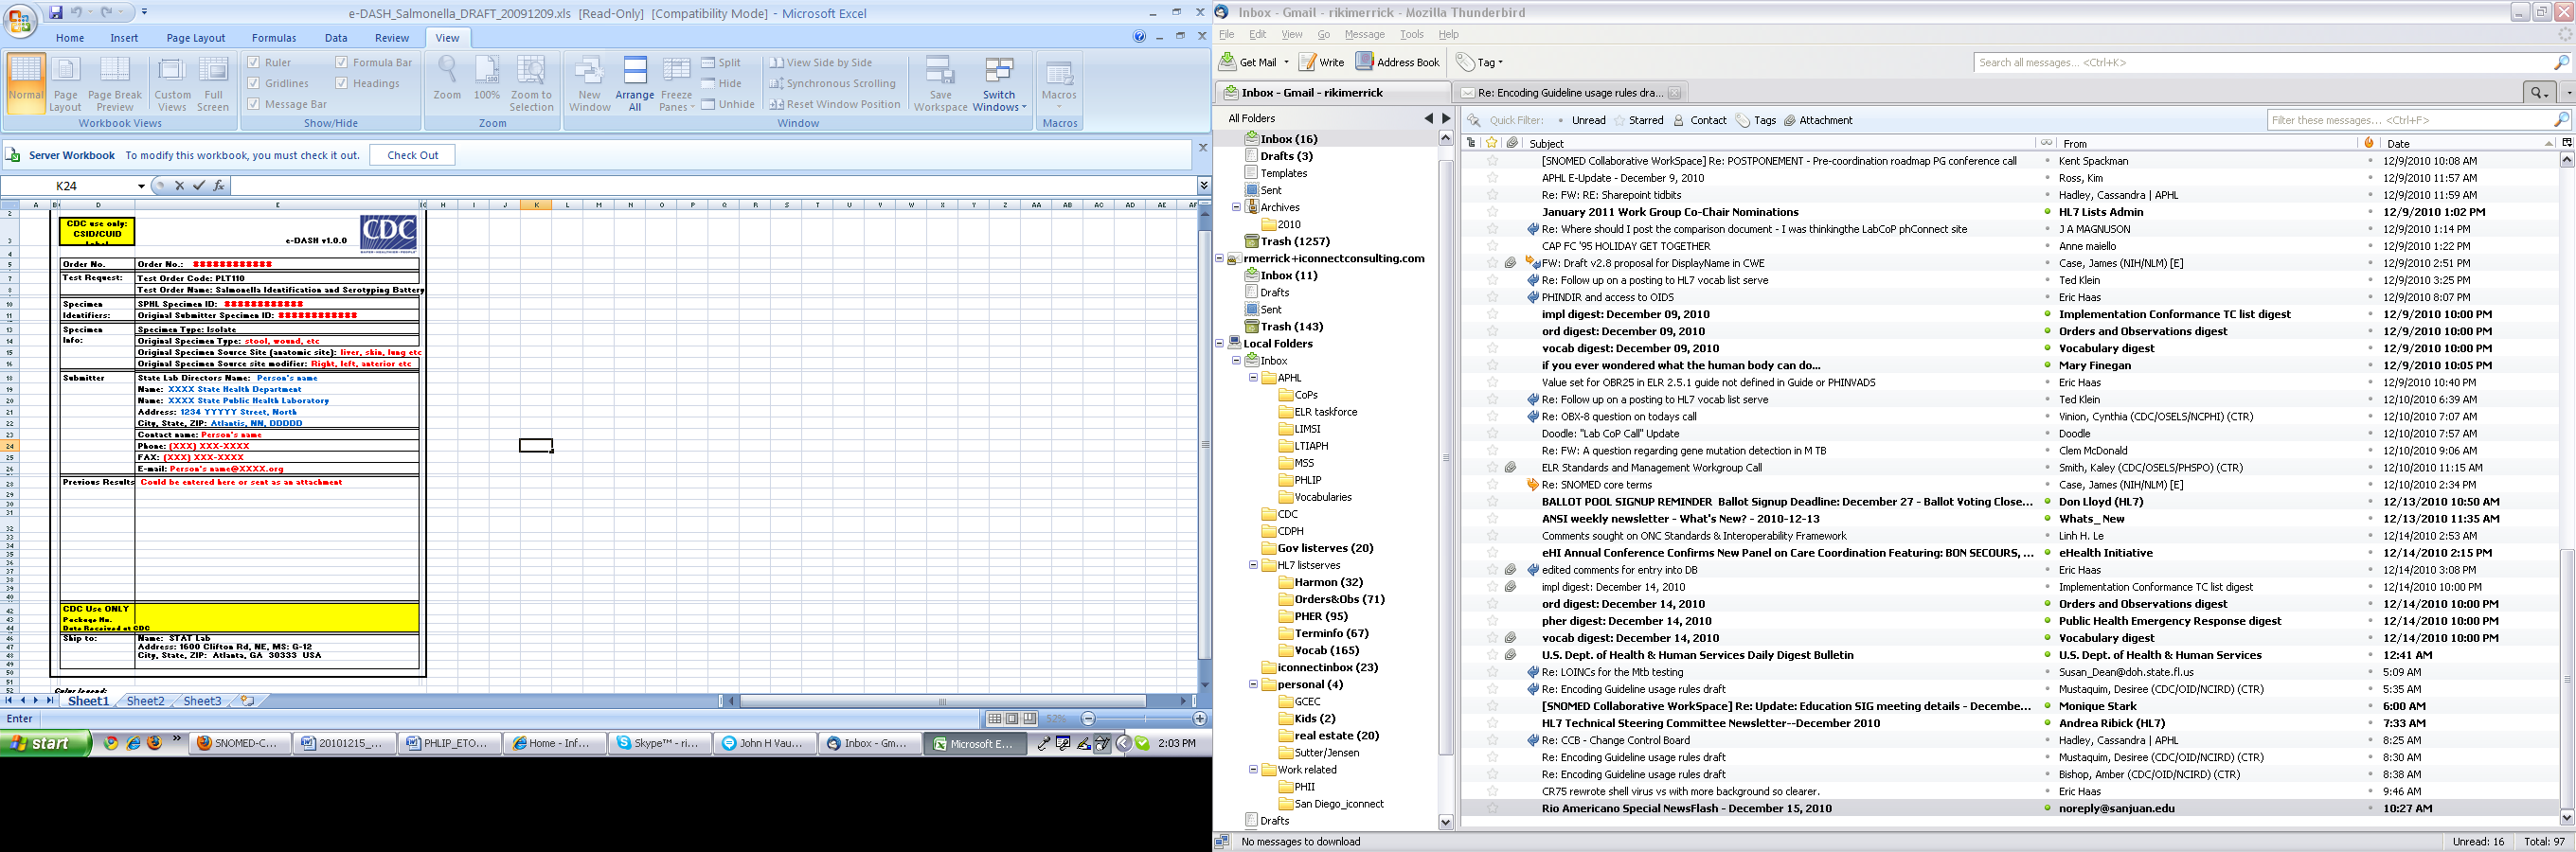 e-DASH_Salmonella_DRAFT_20091209.xls [Read-Only] [Compatibility Mode] - Microsoft Excel
Home Insert Page Layout Formulas Data Review View
Normal Page Layout Page Break Preview Custom Views Full Screen
Workbook Views
Ruler Formula Bar
Gridlines Headings
Message Bar
Show/Hide
Zoom 100% Zoom to Selection
Zoom
New Window Arrange All Freeze Panes
Split View Side by Side
Hide Synchronous Scrolling
Unhide Reset Window Position
Save Workspace Switch Windows
Window
Macros
Macros
Server Workbook To modify this workbook, you must check it out. Check Out
K24 fx
A D E H I J K L M N O P Q R S T U V W X Y Z AA AB AC AD AE AF
CDC use only:
CSID/CUID
e-DASH v1.0.0
CDC
Order No. Order No.: ############
Test Request: Test Order Code: PLT110
Test Order Name: Salmonella Identification and Serotyping Battery
Specimen SPHL Specimen ID: ############
Identifiers: Original Submitter Specimen ID: ############
Specimen Specimen Type: Isolate
Info: Original Specimen Type: stool, wound, etc
Original Specimen Source Site (anatomic site): liver, skin, lung etc
Original Specimen Source site modifier: Right, left, anterior etc
Submitter State Lab Directors Name: Person's name
Name: XXXX State Health Department
Name: XXXX State Public Health Laboratory
Address: 1234 YYYYY Street, North
City, State, ZIP: Atlantis, NN, DDDDD
Contact name: Person's name
Phone: (XXX) XXX-XXXX
FAX: (XXX) XXX-XXXX
E-mail: Person's name@XXXX.org
Previous Results Could be entered here or sent as an attachment
CDC Use ONLY
Package No.
Date Received at CDC
Ship to: Name: STAT Lab
Address: 1600 Clifton Rd, NE, MS: G-12
City, State, ZIP: Atlanta, GA 30333 USA
Color legend:
Sheet1 Sheet2 Sheet3
Enter 52%
start SNOMED-C... 20101215_... PHLIP_ETO... Home - Inf... Skype™ - ri... John H Vau... Inbox - Gm... Microsoft E... 2:03 PM
Inbox - Gmail - rikimerrick - Mozilla Thunderbird
File Edit View Go Message Tools Help
Get Mail Write Address Book Tag Search all messages... <Ctrl+K>
Inbox - Gmail - rikimerrick Re: Encoding Guideline usage rules dra...
All Folders
Inbox (16)
Drafts (3)
Templates
Sent
Archives
2010
Trash (1257)
rmerrick+iconnectconsulting.com
Inbox (11)
Drafts
Sent
Trash (143)
Local Folders
Inbox
APHL
CoPs
ELR taskforce
LIMSI
LTIAPH
MSS
PHLIP
Vocabularies
CDC
CDPH
Gov listerves (20)
HL7 listserves
Harmon (32)
Orders&Obs (71)
PHER (95)
Terminfo (67)
Vocab (165)
iconnectinbox (23)
personal (4)
GCEC
Kids (2)
real estate (20)
Sutter/Jensen
Work related
PHII
San Diego_iconnect
Drafts
Quick Filter: Unread Starred Contact Tags Attachment Filter these messages... <Ctrl+F>
Subject From Date
[SNOMED Collaborative WorkSpace] Re: POSTPONEMENT - Pre-coordination roadmap PG conference call Kent Spackman 12/9/2010 10:08 AM
APHL E-Update - December 9, 2010 Ross, Kim 12/9/2010 11:57 AM
Re: FW: RE: Sharepoint tidbits Hadley, Cassandra | APHL 12/9/2010 11:59 AM
January 2011 Work Group Co-Chair Nominations HL7 Lists Admin 12/9/2010 1:02 PM
Re: Where should I post the comparison document - I was thinkingthe LabCoP phConnect site J A MAGNUSON 12/9/2010 1:14 PM
CAP FC '95 HOLIDAY GET TOGETHER Anne maiello 12/9/2010 1:22 PM
FW: Draft v2.8 proposal for DisplayName in CWE Case, James (NIH/NLM) [E] 12/9/2010 2:51 PM
Re: Follow up on a posting to HL7 vocab list serve Ted Klein 12/9/2010 3:25 PM
PHINDIR and access to OIDS Eric Haas 12/9/2010 8:07 PM
impl digest: December 09, 2010 Implementation Conformance TC list digest 12/9/2010 10:00 PM
ord digest: December 09, 2010 Orders and Observations digest 12/9/2010 10:00 PM
vocab digest: December 09, 2010 Vocabulary digest 12/9/2010 10:00 PM
if you ever wondered what the human body can do... Mary Finegan 12/9/2010 10:05 PM
Value set for OBR25 in ELR 2.5.1 guide not defined in Guide or PHINVADS Eric Haas 12/9/2010 10:40 PM
Re: Follow up on a posting to HL7 vocab list serve Ted Klein 12/10/2010 6:39 AM
Re: OBX-8 question on todays call Vinion, Cynthia (CDC/OSELS/NCPHI) (CTR) 12/10/2010 7:07 AM
Doodle: "Lab CoP Call" Update Doodle 12/10/2010 7:57 AM
Re: FW: A question regarding gene mutation detection in M TB Clem McDonald 12/10/2010 9:06 AM
ELR Standards and Management Workgroup Call Smith, Kaley (CDC/OSELS/PHSPO) (CTR) 12/10/2010 11:15 AM
Re: SNOMED core terms Case, James (NIH/NLM) [E] 12/10/2010 2:34 PM
BALLOT POOL SIGNUP REMINDER Ballot Signup Deadline: December 27 - Ballot Voting Close... Don Lloyd (HL7) 12/13/2010 10:50 AM
ANSI weekly newsletter - What's New? - 2010-12-13 Whats_New 12/13/2010 11:35 AM
Comments sought on ONC Standards & Interoperability Framework Linh H. Le 12/14/2010 2:53 AM
eHI Annual Conference Confirms New Panel on Care Coordination Featuring: BON SECOURS, ... eHealth Initiative 12/14/2010 2:15 PM
edited comments for entry into DB Eric Haas 12/14/2010 3:08 PM
impl digest: December 14, 2010 Implementation Conformance TC list digest 12/14/2010 10:00 PM
ord digest: December 14, 2010 Orders and Observations digest 12/14/2010 10:00 PM
pher digest: December 14, 2010 Public Health Emergency Response digest 12/14/2010 10:00 PM
vocab digest: December 14, 2010 Vocabulary digest 12/14/2010 10:00 PM
U.S. Dept. of Health & Human Services Daily Digest Bulletin U.S. Dept. of Health & Human Services 12:41 AM
Re: LOINCs for the Mtb testing Susan_Dean@doh.state.fl.us 5:09 AM
Re: Encoding Guideline usage rules draft Mustaquim, Desiree (CDC/OID/NCIRD) (CTR) 5:35 AM
[SNOMED Collaborative WorkSpace] Re: Update: Education SIG meeting details - Decembe... Monique Stark 6:00 AM
HL7 Technical Steering Committee Newsletter--December 2010 Andrea Ribick (HL7) 7:33 AM
Re: CCB - Change Control Board Hadley, Cassandra | APHL 8:25 AM
Re: Encoding Guideline usage rules draft Mustaquim, Desiree (CDC/OID/NCIRD) (CTR) 8:30 AM
Re: Encoding Guideline usage rules draft Bishop, Amber (CDC/OID/NCIRD) (CTR) 8:38 AM
CR75 rewrote shell virus vs with more background so clearer. Eric Haas 9:46 AM
Rio Americano Special NewsFlash - December 15, 2010 noreply@sanjuan.edu 10:27 AM
No messages to download Unread: 16 Total: 97